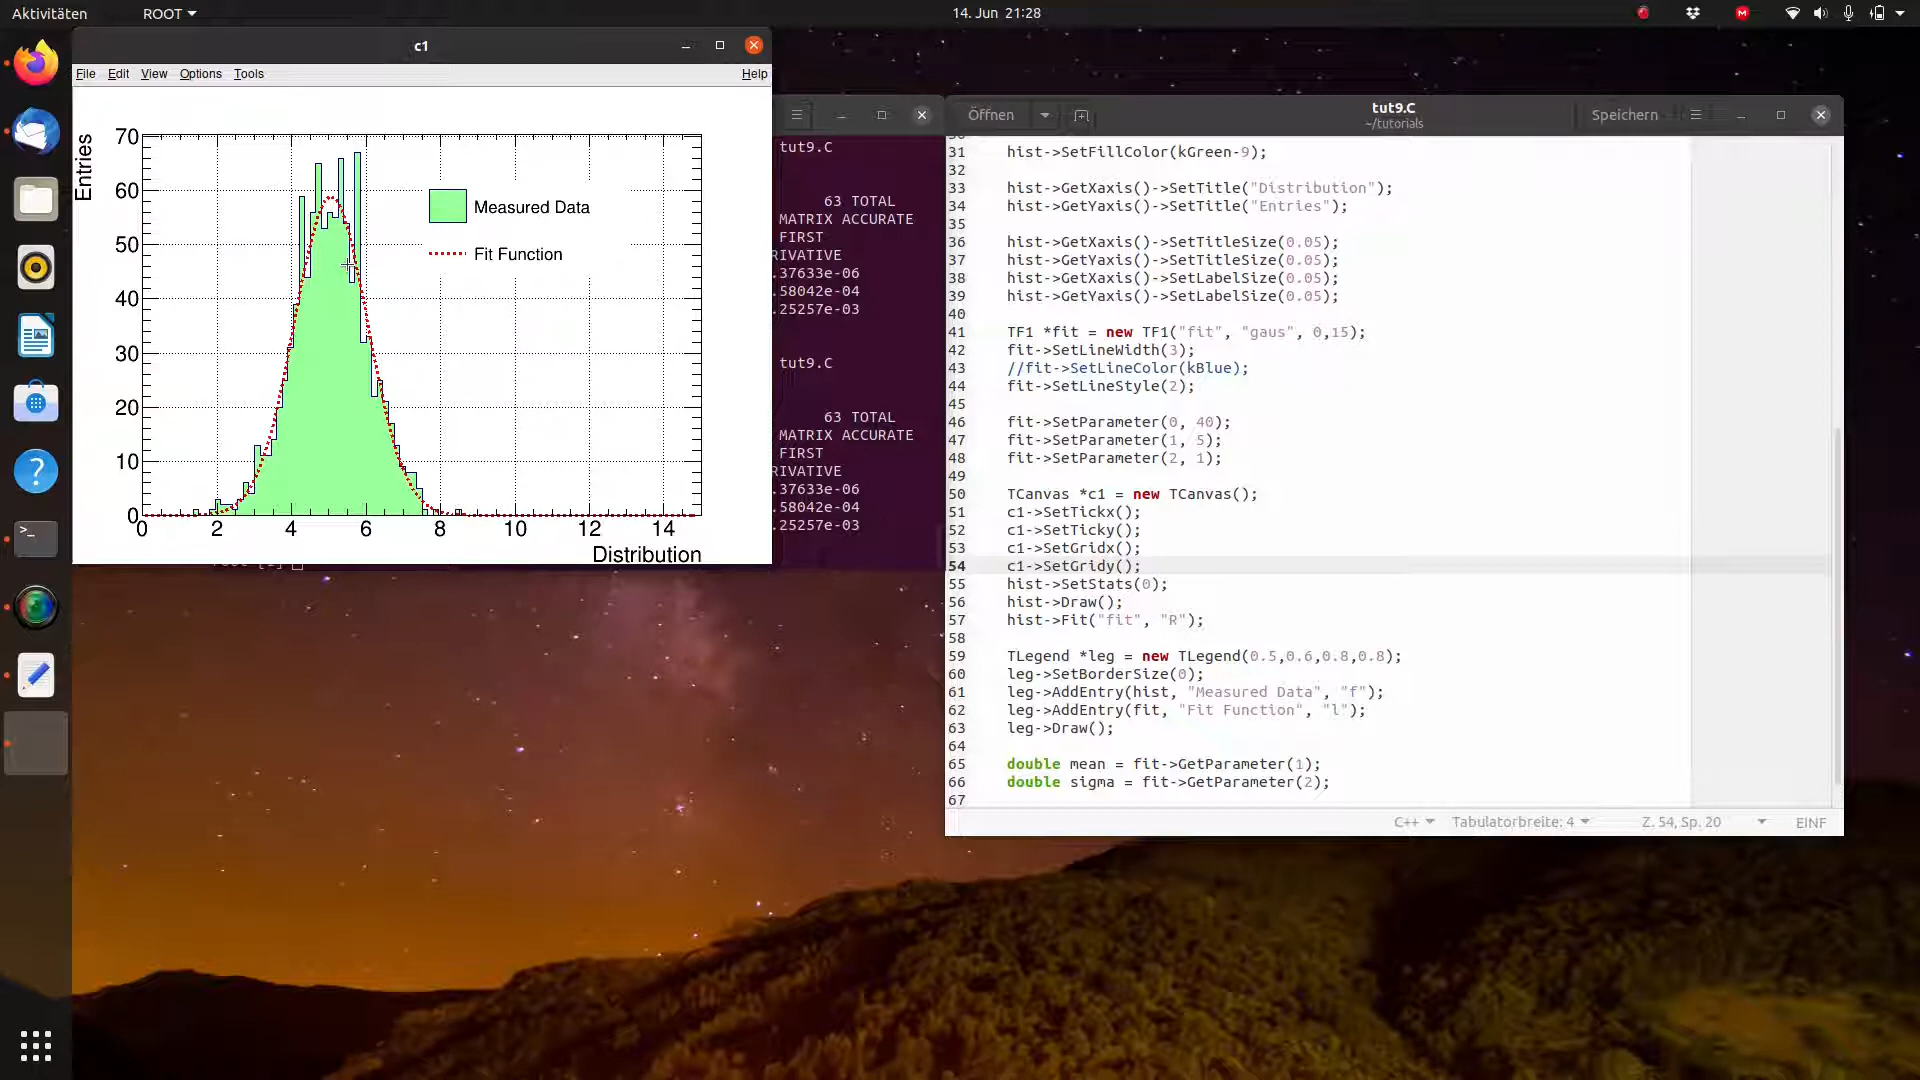 Aktivitäten
ROOT
14. Jun 21:28
c1
File Edit View Options Tools Help
Entries
70
60
50
40
30
20
10
0
0 2 4 6 8 10 12 14
Distribution
Measured Data
Fit Function
tut9.C
63 TOTAL
MATRIX ACCURATE
FIRST
RIVATIVE
.37633e-06
.58042e-04
.25257e-03
tut9.C
63 TOTAL
MATRIX ACCURATE
FIRST
RIVATIVE
.37633e-06
.58042e-04
.25257e-03
Öffnen
tut9.C
~/tutorials
Speichern
31 hist->SetFillColor(kGreen-9);
32
33 hist->GetXaxis()->SetTitle("Distribution");
34 hist->GetYaxis()->SetTitle("Entries");
35
36 hist->GetXaxis()->SetTitleSize(0.05);
37 hist->GetYaxis()->SetTitleSize(0.05);
38 hist->GetXaxis()->SetLabelSize(0.05);
39 hist->GetYaxis()->SetLabelSize(0.05);
40
41 TF1 *fit = new TF1("fit", "gaus", 0,15);
42 fit->SetLineWidth(3);
43 //fit->SetLineColor(kBlue);
44 fit->SetLineStyle(2);
45
46 fit->SetParameter(0, 40);
47 fit->SetParameter(1, 5);
48 fit->SetParameter(2, 1);
49
50 TCanvas *c1 = new TCanvas();
51 c1->SetTickx();
52 c1->SetTicky();
53 c1->SetGridx();
54 c1->SetGridy();
55 hist->SetStats(0);
56 hist->Draw();
57 hist->Fit("fit", "R");
58
59 TLegend *leg = new TLegend(0.5,0.6,0.8,0.8);
60 leg->SetBorderSize(0);
61 leg->AddEntry(hist, "Measured Data", "f");
62 leg->AddEntry(fit, "Fit Function", "l");
63 leg->Draw();
64
65 double mean = fit->GetParameter(1);
66 double sigma = fit->GetParameter(2);
67
C++ Tabulatorbreite: 4 Z. 54, Sp. 20 EINF